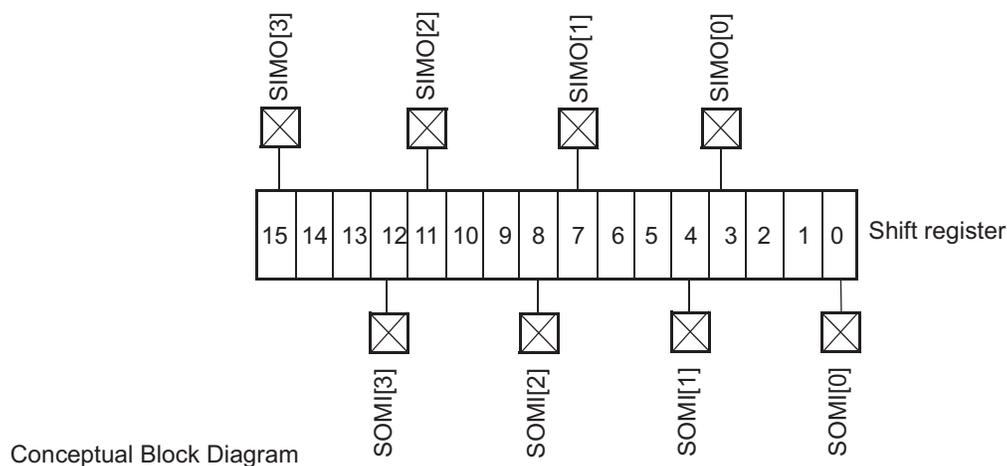 SIMO[3] SIMO[2] SIMO[1] SIMO[0]
15 14 13 12 11 10 9 8 7 6 5 4 3 2 1 0 Shift register
SOMI[3] SOMI[2] SOMI[1] SOMI[0]
Conceptual Block Diagram